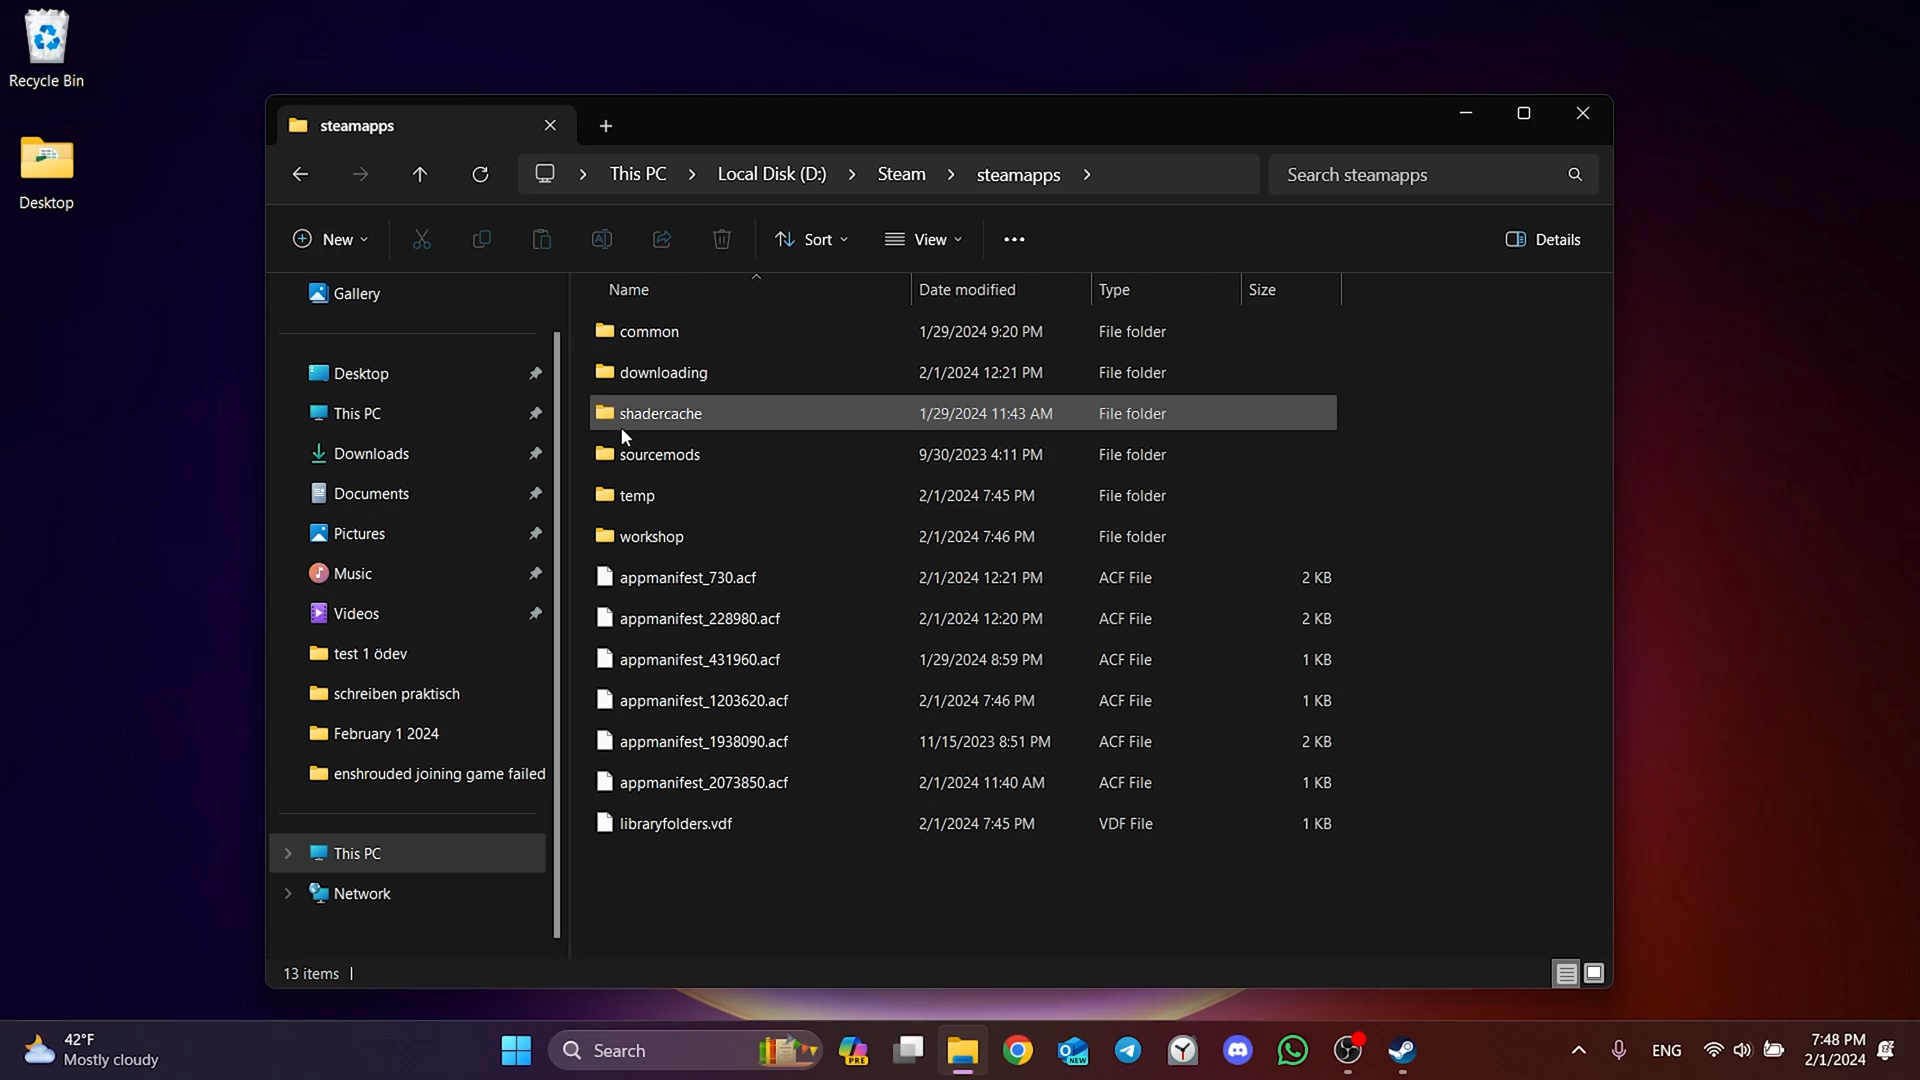 Recycle Bin
Desktop
steamapps
This PC
Local Disk (D:)
Steam
steamapps
Search steamapps
New
Sort
View
Details
Gallery
Desktop
This PC
Downloads
Documents
Pictures
Music
Videos
test 1 ödev
schreiben praktisch
February 1 2024
enshrouded joining game failed
This PC
Network
Name Date modified Type Size
common 1/29/2024 9:20 PM File folder
downloading 2/1/2024 12:21 PM File folder
shadercache 1/29/2024 11:43 AM File folder
sourcemods 9/30/2023 4:11 PM File folder
temp 2/1/2024 7:45 PM File folder
workshop 2/1/2024 7:46 PM File folder
appmanifest_730.acf 2/1/2024 12:21 PM ACF File 2 KB
appmanifest_228980.acf 2/1/2024 12:20 PM ACF File 2 KB
appmanifest_431960.acf 1/29/2024 8:59 PM ACF File 1 KB
appmanifest_1203620.acf 2/1/2024 7:46 PM ACF File 1 KB
appmanifest_1938090.acf 11/15/2023 8:51 PM ACF File 2 KB
appmanifest_2073850.acf 2/1/2024 11:40 AM ACF File 1 KB
libraryfolders.vdf 2/1/2024 7:45 PM VDF File 1 KB
13 items
42°F
Mostly cloudy
Search
PRE
NEW
ENG
7:48 PM
2/1/2024